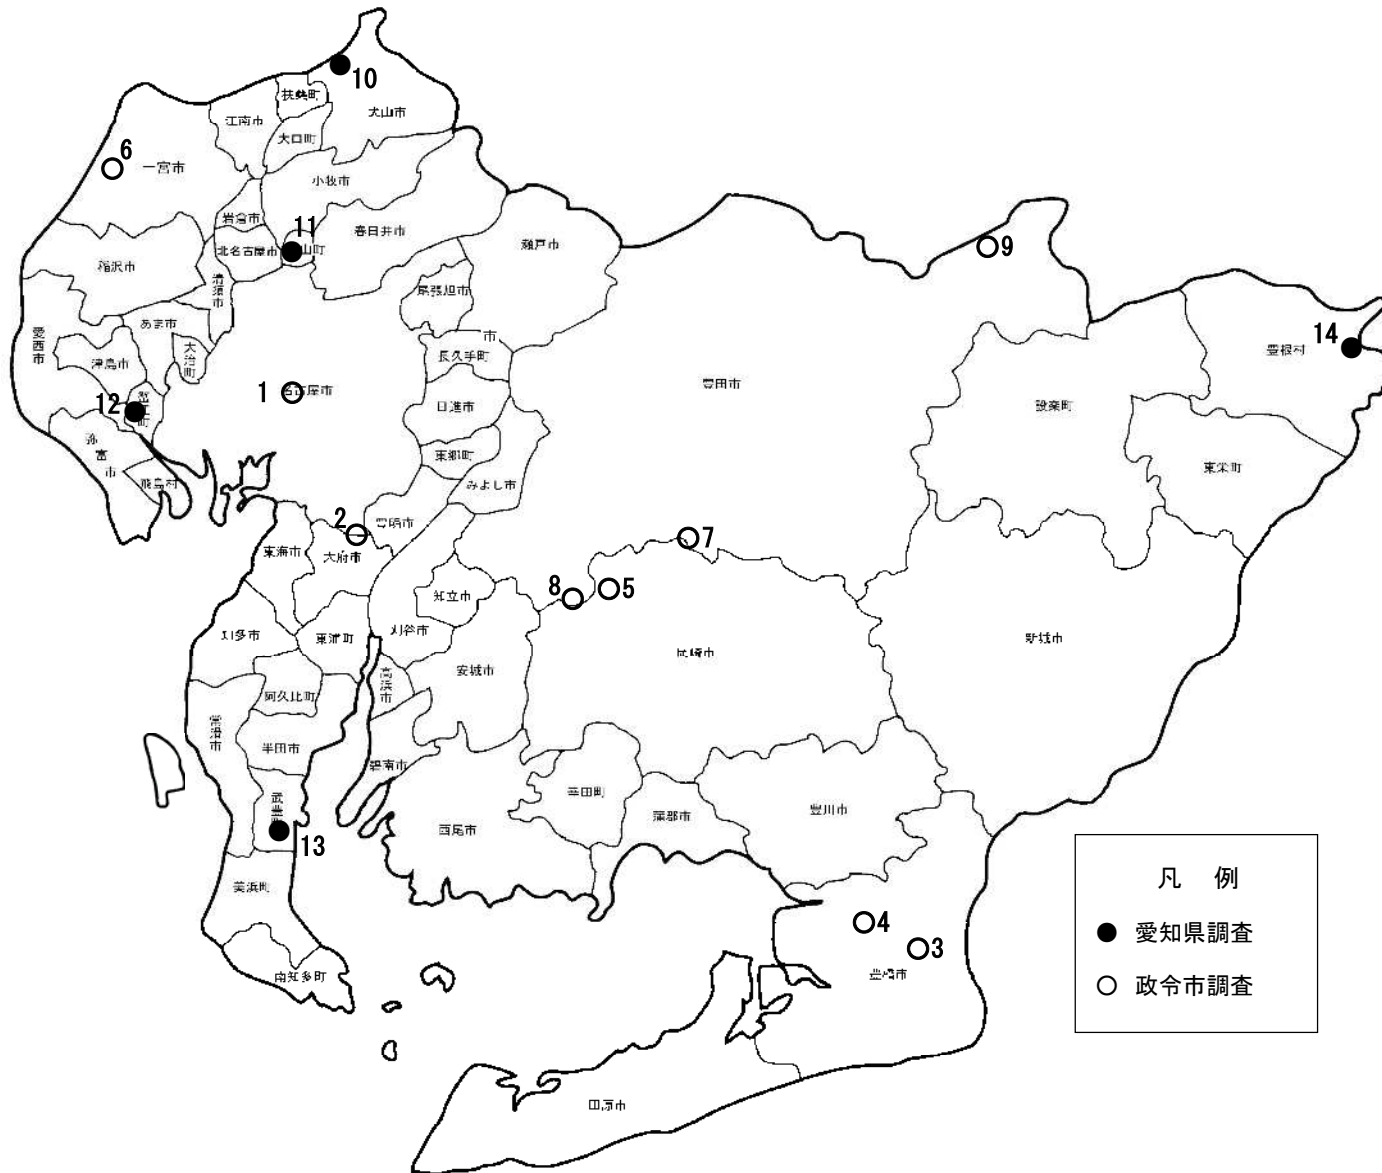 10
扶桑町
江南市
犬山市
大口町
6
一宮市
小牧市
岩倉市
11
春日井市
北名古屋市
山町
瀬戸市
9
稲沢市
清須市
尾張旭市
あま市
愛西市
市
14
豊根村
津島市
大治町
長久手町
豊田市
1
名古屋市
設楽町
12
日進市
弥富市
東郷町
東栄町
飛島村
みよし市
2
豊明市
7
東海市
大府市
8
5
知立市
知多市
東浦町
刈谷市
新城市
岡崎市
安城市
高浜市
阿久比町
常滑市
半田市
碧南市
幸田町
武豊
蒲郡市
豊川市
西尾市
13
美浜町
凡 例
4
愛知県調査
3
豊橋市
南知多町
政令市調査
田原市